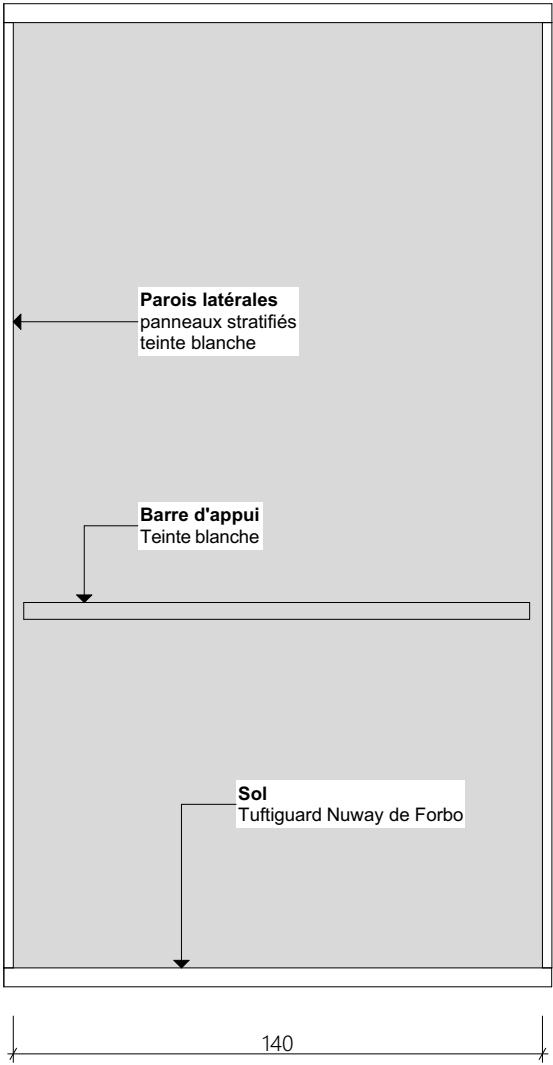 Parois latérales
panneaux stratifiés
teinte blanche
Barre d'appui
Teinte blanche
Sol
Tuftiguard Nuway de Forbo
140